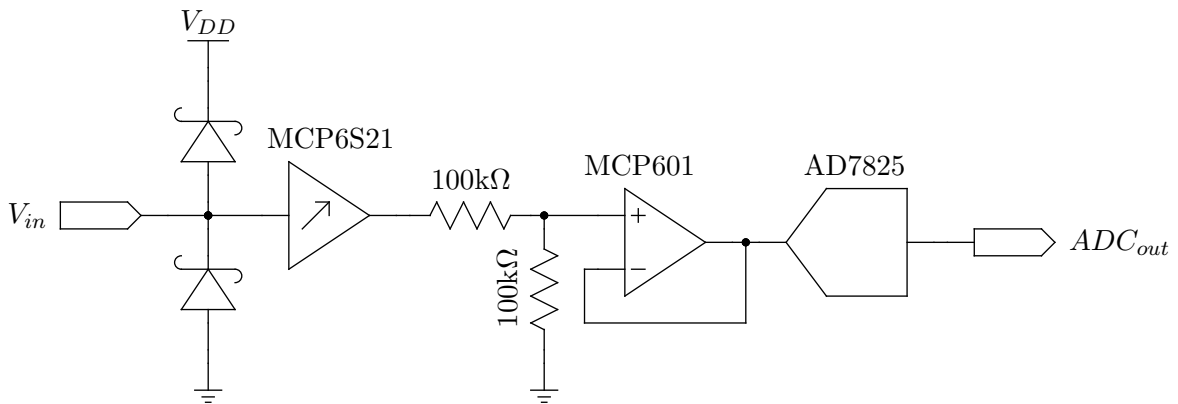 V_DD
MCP6S21
100kΩ
MCP601
AD7825
V_in
+
−
100kΩ
ADC_out